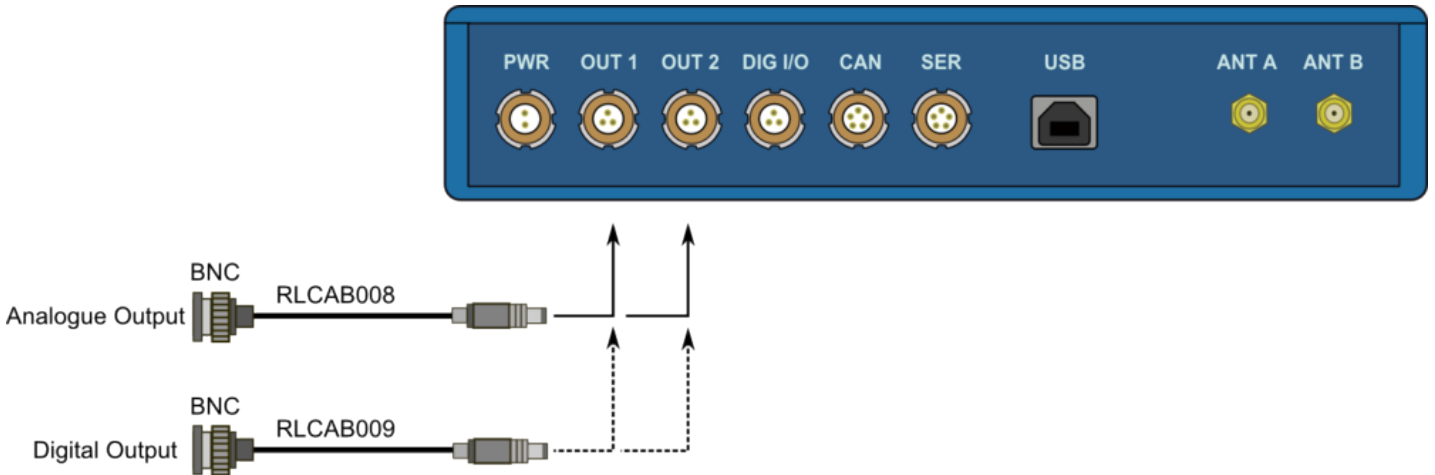 PWR OUT 1 OUT 2 DIG I/O CAN SER USB ANT A ANT B
BNC
RLCAB008
Analogue Output
BNC
RLCAB009
Digital Output